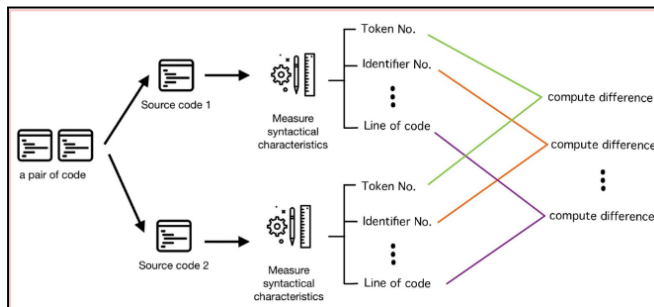 a pair of code
Source code 1
Measure
syntactical
characteristics
Token No.
Identifier No.
Line of code
Source code 2
Measure
syntactical
characteristics
Token No.
Identifier No.
Line of code
compute difference
compute difference
compute difference